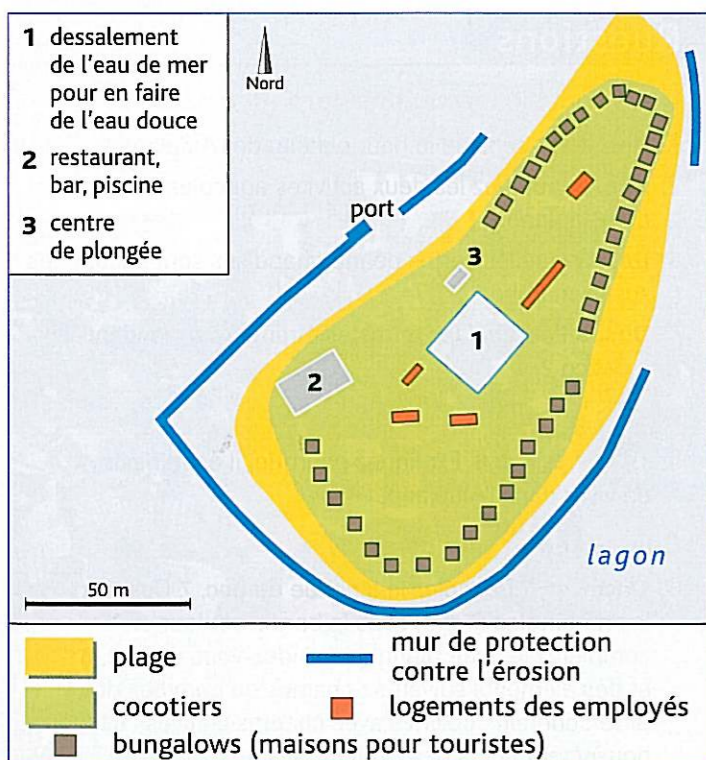 1 dessalement
de l'eau de mer
pour en faire
de l'eau douce
2 restaurant,
bar, piscine
3 centre
de plongée
Nord
port
3
1
2
lagon
50 m
plage
mur de protection
contre l'érosion
cocotiers
logements des employés
bungalows (maisons pour touristes)